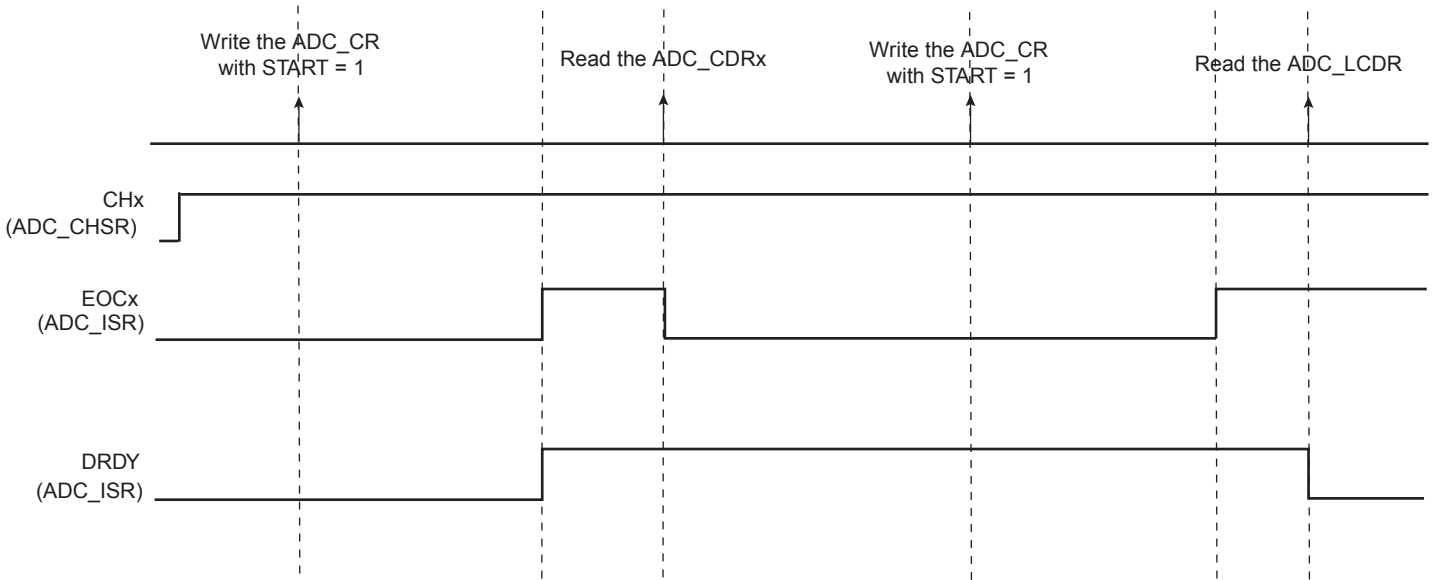 Write the ADC_CR
with START = 1
Read the ADC_CDRx
Write the ADC_CR
with START = 1
Read the ADC_LCDR
CHx
(ADC_CHSR)
EOCx
(ADC_ISR)
DRDY
(ADC_ISR)